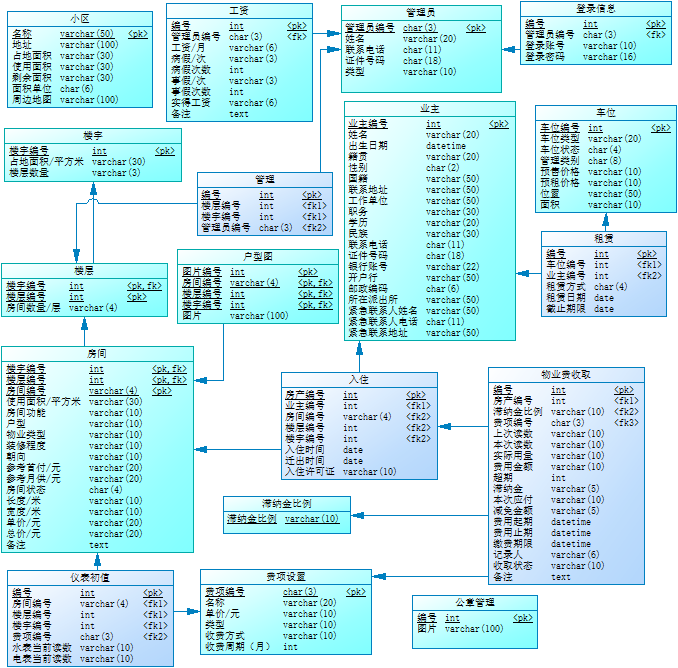 小区
名称 varchar(50) <pk>
地址 varchar(100)
占地面积 varchar(30)
使用面积 varchar(30)
剩余面积 varchar(30)
面积单位 char(6)
周边地图 varchar(100)
工资
编号 int <pk>
管理员编号 char(3) <fk>
工资/月 varchar(6)
病假/次 varchar(3)
病假次数 int
事假/次 varchar(3)
事假次数 int
实得工资 varchar(6)
备注 text
管理员
管理员编号 char(3) <pk>
姓名 varchar(20)
联系电话 char(11)
证件号码 char(18)
类型 varchar(10)
登录信息
编号 int <pk>
管理员编号 char(3) <fk>
登录账号 varchar(10)
登录密码 varchar(16)
楼宇
楼宇编号 int <pk>
占地面积/平方米 varchar(30)
楼层数量 varchar(3)
管理
编号 int <pk>
楼层编号 int <fk1>
楼宇编号 int <fk1>
管理员编号 char(3) <fk2>
业主
业主编号 int <pk>
姓名 varchar(20)
出生日期 datetime
籍贯 varchar(20)
性别 char(2)
国籍 varchar(50)
联系地址 varchar(50)
工作单位 varchar(50)
职务 varchar(30)
学历 varchar(20)
民族 varchar(30)
联系电话 char(11)
证件号码 char(18)
银行账号 varchar(22)
开户行 varchar(50)
邮政编码 char(6)
所在派出所 varchar(50)
紧急联系人姓名 varchar(50)
紧急联系人电话 char(11)
紧急联系地址 varchar(50)
车位
车位编号 int <pk>
车位类型 varchar(20)
车位状态 char(4)
管理类别 char(8)
预售价格 varchar(10)
预租价格 varchar(10)
位置 varchar(50)
面积 varchar(10)
租赁
编号 int <pk>
车位编号 int <fk1>
业主编号 int <fk2>
租赁方式 char(4)
租赁日期 date
截止期限 date
楼层
楼宇编号 int <pk,fk>
楼层编号 int <pk>
房间数量/层 varchar(4)
户型图
图片编号 int <pk>
房间编号 varchar(4) <pk,fk>
楼层编号 int <pk,fk>
楼宇编号 int <pk,fk>
图片 varchar(100)
房间
楼宇编号 int <pk,fk>
楼层编号 int <pk,fk>
房间编号 varchar(4) <pk>
使用面积/平方米 varchar(30)
房间功能 varchar(10)
户型 varchar(10)
物业类型 varchar(10)
装修程度 varchar(10)
朝向 varchar(10)
参考首付/元 varchar(20)
参考月供/元 varchar(20)
房间状态 char(4)
长度/米 varchar(10)
宽度/米 varchar(10)
单价/元 varchar(20)
总价/元 varchar(20)
备注 text
入住
房产编号 int <pk>
业主编号 int <fk1>
房间编号 varchar(4) <fk2>
楼层编号 int <fk2>
楼宇编号 int <fk2>
入住时间 date
迁出时间 date
入住许可证 varchar(10)
物业费收取
编号 int <pk>
房产编号 int <fk1>
滞纳金比例 varchar(10) <fk2>
费项编号 char(3) <fk3>
上次读数 varchar(10)
本次读数 varchar(10)
实际用量 varchar(10)
费用金额 varchar(10)
超期 int
滞纳金 varchar(5)
本次应付 varchar(10)
减免金额 varchar(5)
费用起期 datetime
费用止期 datetime
缴费期限 datetime
记录人 varchar(6)
收取状态 varchar(10)
备注 text
滞纳金比例
滞纳金比例 varchar(10)
仪表初值
编号 int <pk>
房间编号 varchar(4) <fk1>
楼层编号 int <fk1>
楼宇编号 int <fk1>
费项编号 char(3) <fk2>
水表当前读数 varchar(10)
电表当前读数 varchar(10)
费项设置
费项编号 char(3) <pk>
名称 varchar(20)
单价/元 varchar(10)
类型 varchar(10)
收费方式 varchar(10)
收费周期（月） int
公章管理
编号 int <pk>
图片 varchar(100)